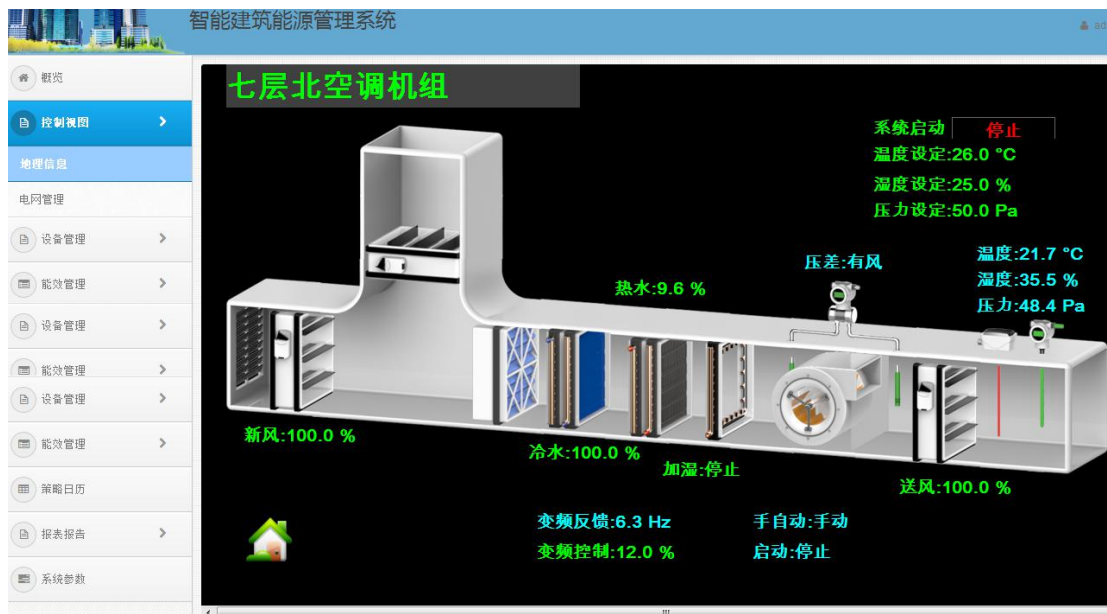 智能建筑能源管理系统
ad
概览
控制视图
地理信息
电网管理
设备管理
能效管理
设备管理
能效管理
设备管理
能效管理
策略日历
报表报告
系统参数
七层北空调机组
系统启动 停止
温度设定:26.0 °C
湿度设定:25.0 %
压力设定:50.0 Pa
压差:有风
温度:21.7 °C
湿度:35.5 %
压力:48.4 Pa
热水:9.6 %
新风:100.0 %
冷水:100.0 %
加湿:停止
送风:100.0 %
变频反馈:6.3 Hz
手自动:手动
变频控制:12.0 %
启动:停止